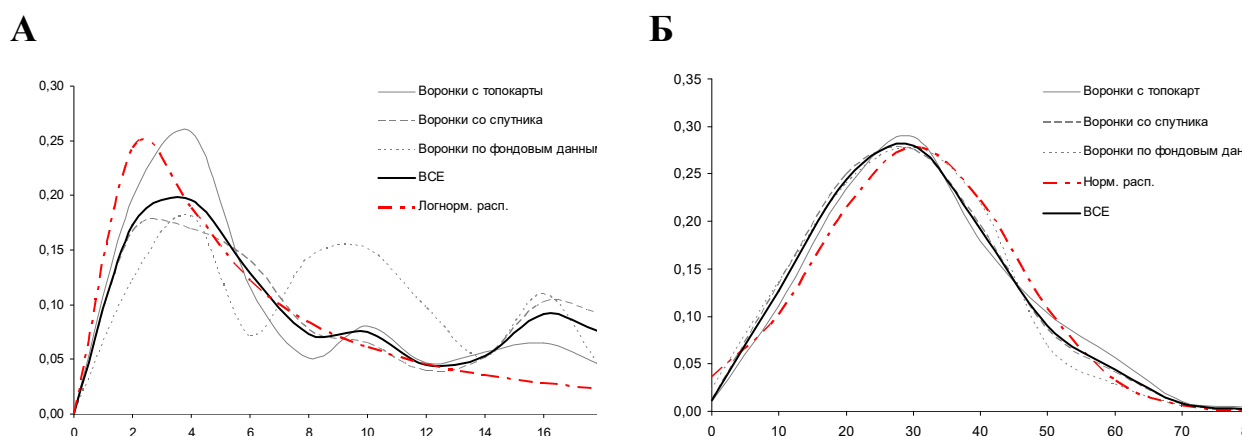 А
Б
0,30
0,25
0,20
0,15
0,10
0,05
0,00
0 2 4 6 8 10 12 14 16
Воронки с топокарты
Воронки со спутника
Воронки по фондовым данным
ВСЕ
Логнорм. расп.
0,35
0,30
0,25
0,20
0,15
0,10
0,05
0,00
0 10 20 30 40 50 60 70 8
Воронки с топокарт
Воронки со спутника
Воронки по фондовым дан
Норм. расп.
ВСЕ